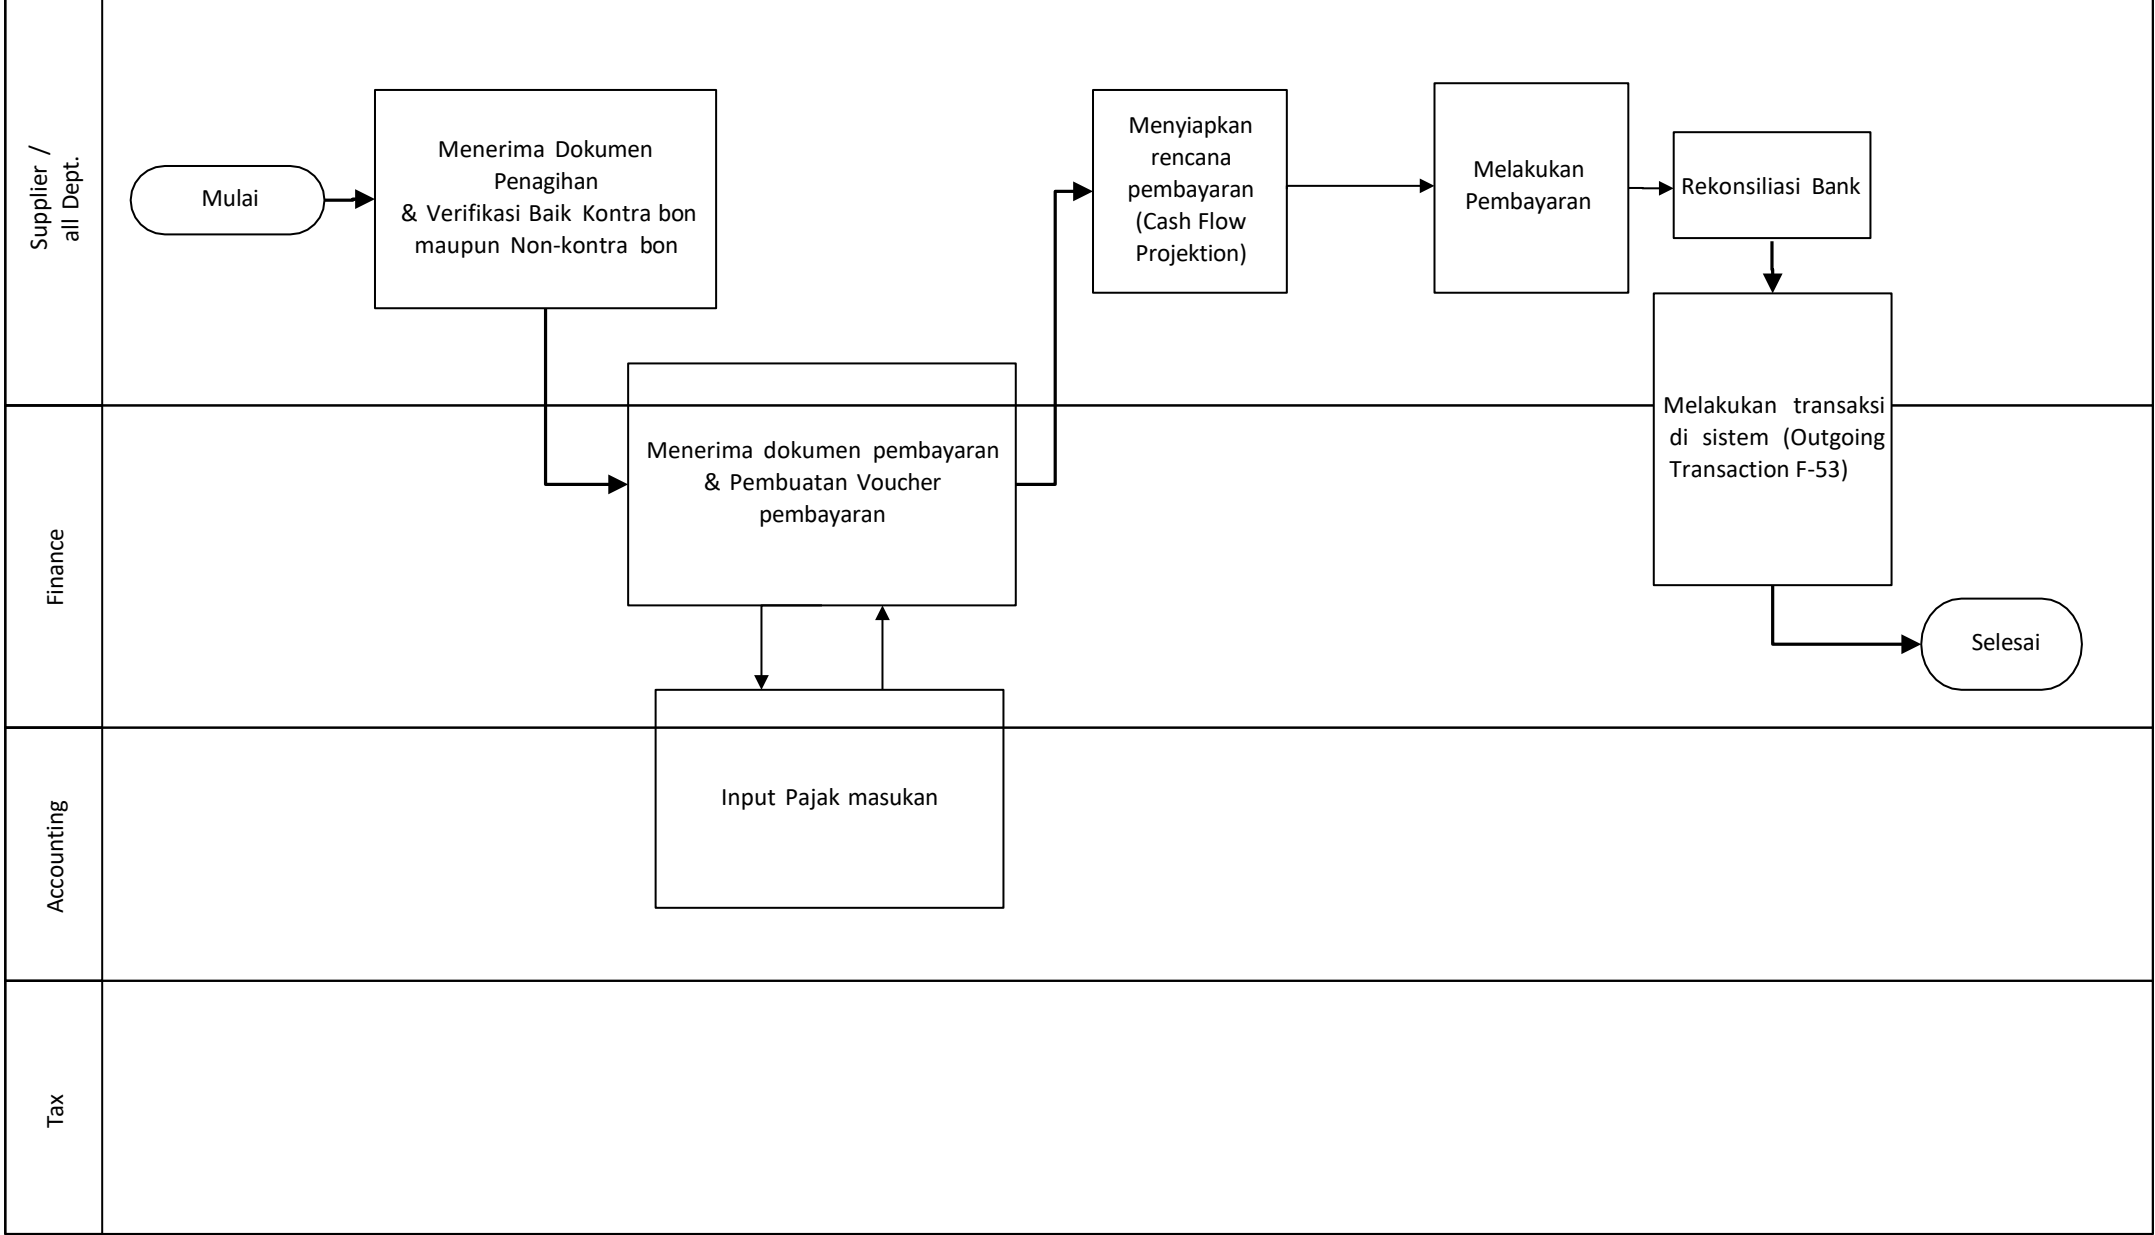 Supplier /
all Dept.
Mulai
Menerima Dokumen
Penagihan
& Verifikasi Baik Kontra bon
maupun Non-kontra bon
Menyiapkan
rencana
pembayaran
(Cash Flow
Projektion)
Melakukan
Pembayaran
Rekonsiliasi Bank
Finance
Menerima dokumen pembayaran
& Pembuatan Voucher
pembayaran
Melakukan transaksi
di sistem (Outgoing
Transaction F-53)
Selesai
Accounting
Input Pajak masukan
Tax